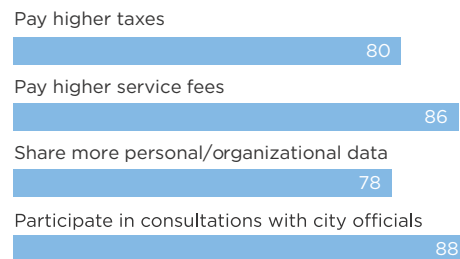 Pay higher taxes
80
Pay higher service fees
86
Share more personal/organizational data
78
Participate in consultations with city officials
88